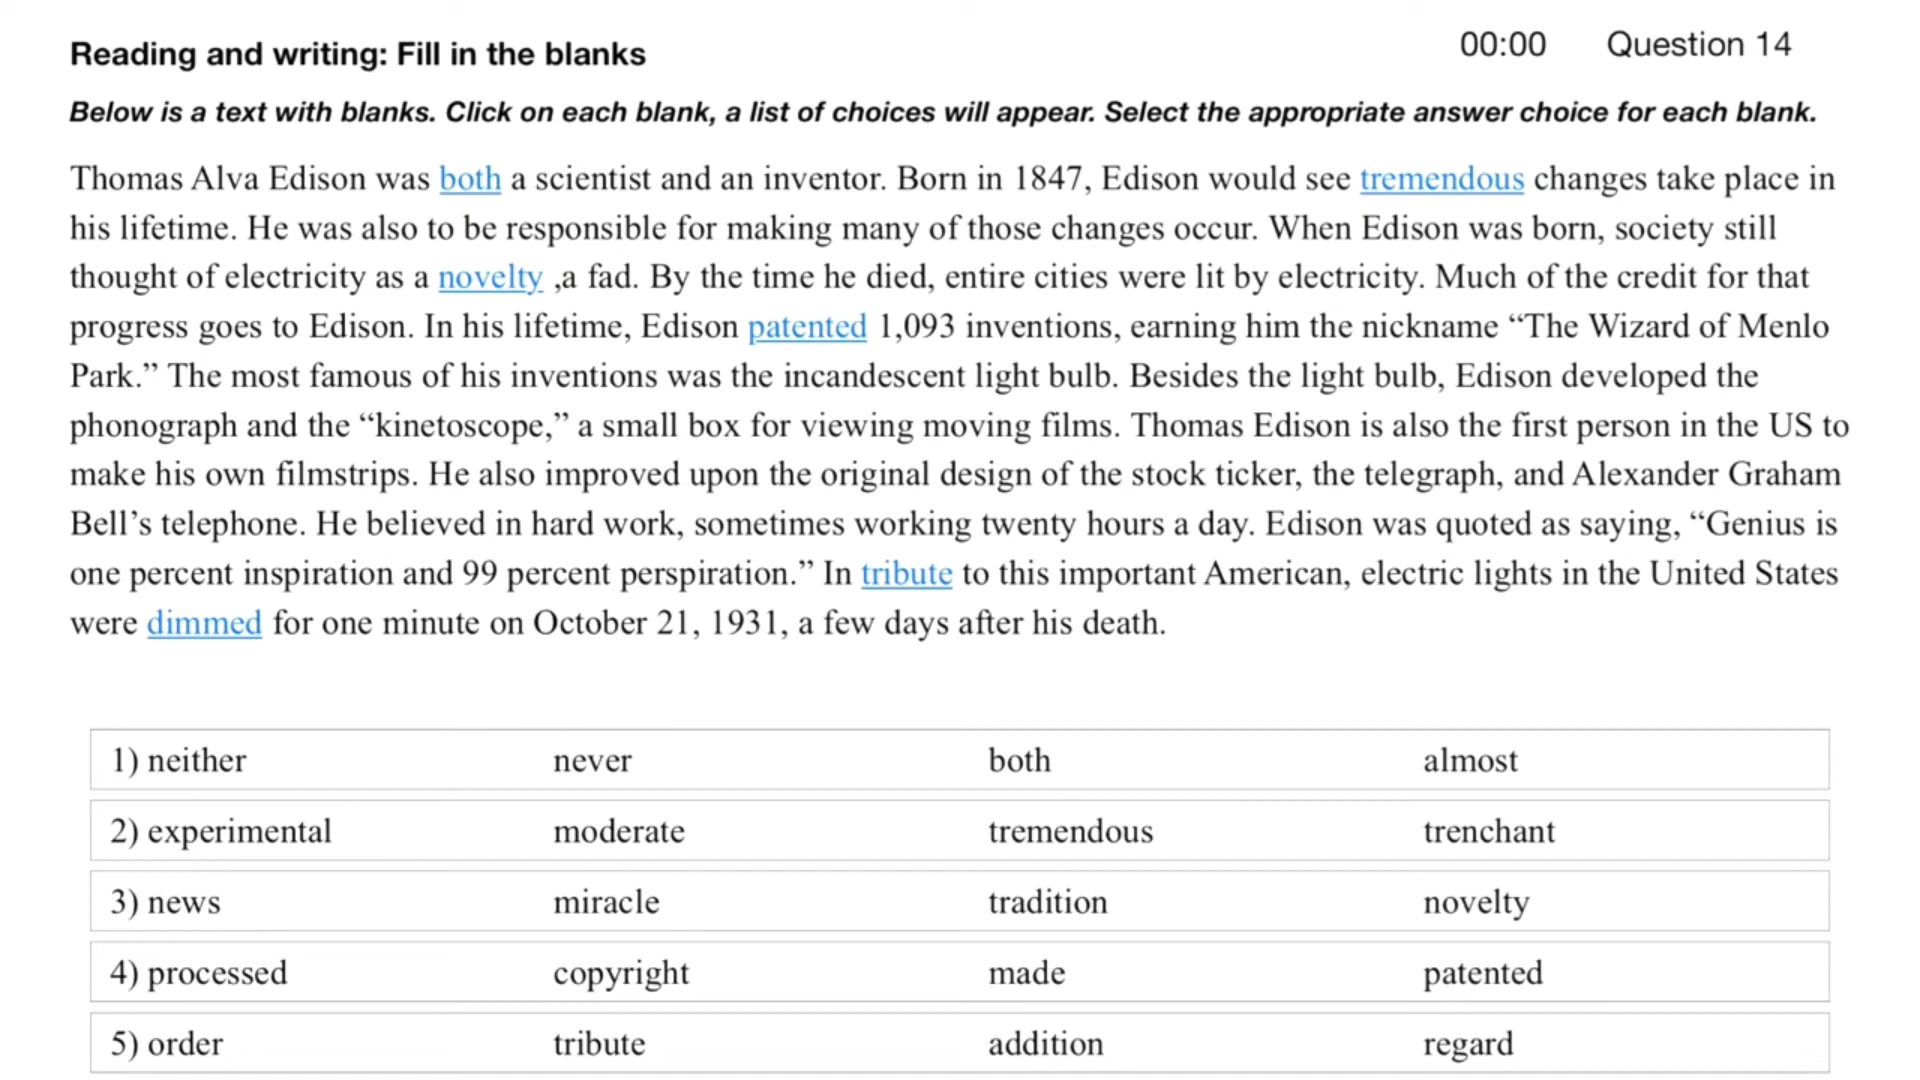 Reading and writing: Fill in the blanks
00:00 Question 14
Below is a text with blanks. Click on each blank, a list of choices will appear. Select the appropriate answer choice for each blank.
Thomas Alva Edison was both a scientist and an inventor. Born in 1847, Edison would see tremendous changes take place in
his lifetime. He was also to be responsible for making many of those changes occur. When Edison was born, society still
thought of electricity as a novelty ,a fad. By the time he died, entire cities were lit by electricity. Much of the credit for that
progress goes to Edison. In his lifetime, Edison patented 1,093 inventions, earning him the nickname “The Wizard of Menlo
Park.” The most famous of his inventions was the incandescent light bulb. Besides the light bulb, Edison developed the
phonograph and the “kinetoscope,” a small box for viewing moving films. Thomas Edison is also the first person in the US to
make his own filmstrips. He also improved upon the original design of the stock ticker, the telegraph, and Alexander Graham
Bell’s telephone. He believed in hard work, sometimes working twenty hours a day. Edison was quoted as saying, “Genius is
one percent inspiration and 99 percent perspiration.” In tribute to this important American, electric lights in the United States
were dimmed for one minute on October 21, 1931, a few days after his death.
1) neither never both almost
2) experimental moderate tremendous trenchant
3) news miracle tradition novelty
4) processed copyright made patented
5) order tribute addition regard